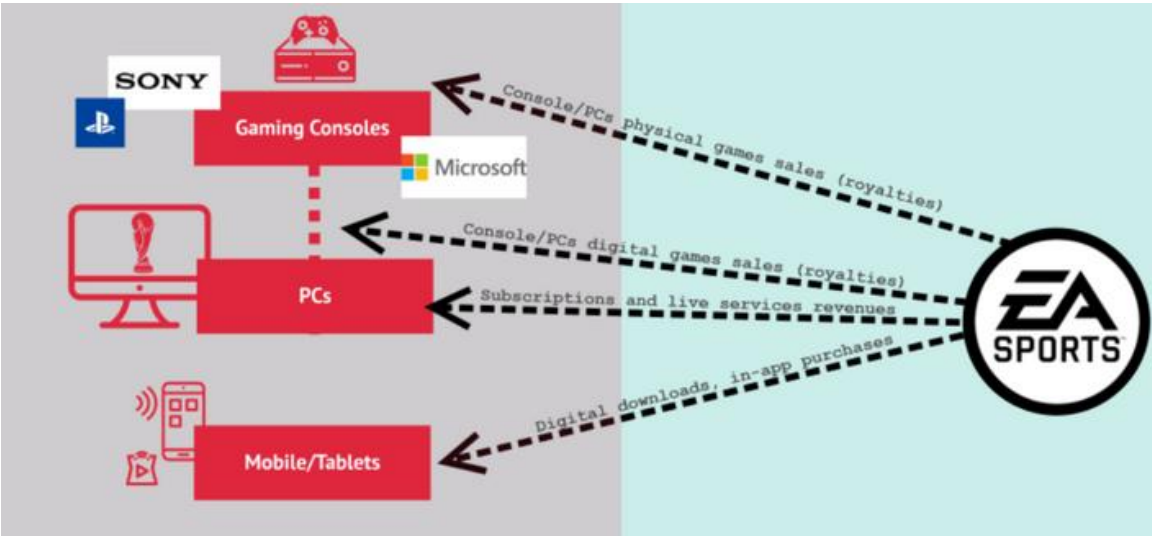 SONY
Gaming Consoles
Microsoft
Console/PCs physical games sales (royalties)
Console/PCs digital games sales (royalties)
PCs
Subscriptions and live services revenues
EA
SPORTS
Digital downloads, in-app purchases
Mobile/Tablets